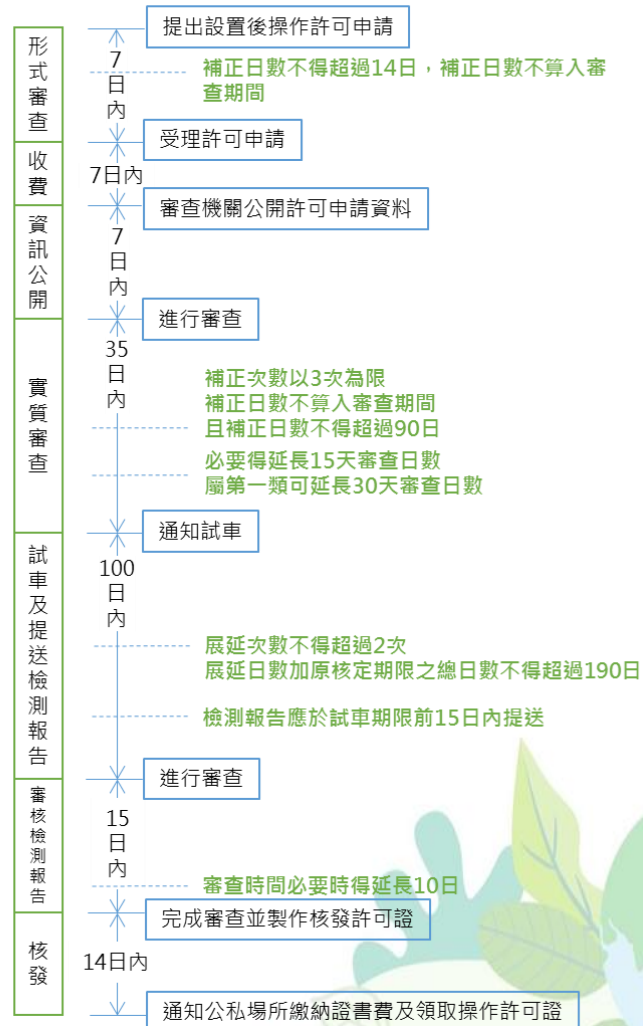 提出設置後操作許可申請
形式審查
7日內
補正日數不得超過14日，補正日數不算入審
查期間
受理許可申請
收費
7日內
審查機關公開許可申請資料
資訊公開
7日內
進行審查
實質審查
35日內
補正次數以3次為限
補正日數不算入審查期間
且補正日數不得超過90日
必要得延長15天審查日數
屬第一類可延長30天審查日數
通知試車
試車及提送檢測報告
100日內
展延次數不得超過2次
展延日數加原核定期限之總日數不得超過190日
檢測報告應於試車期限前15日內提送
進行審查
審核檢測報告
15日內
審查時間必要時得延長10日
完成審查並製作核發許可證
核發
14日內
通知公私場所繳納證書費及領取操作許可證